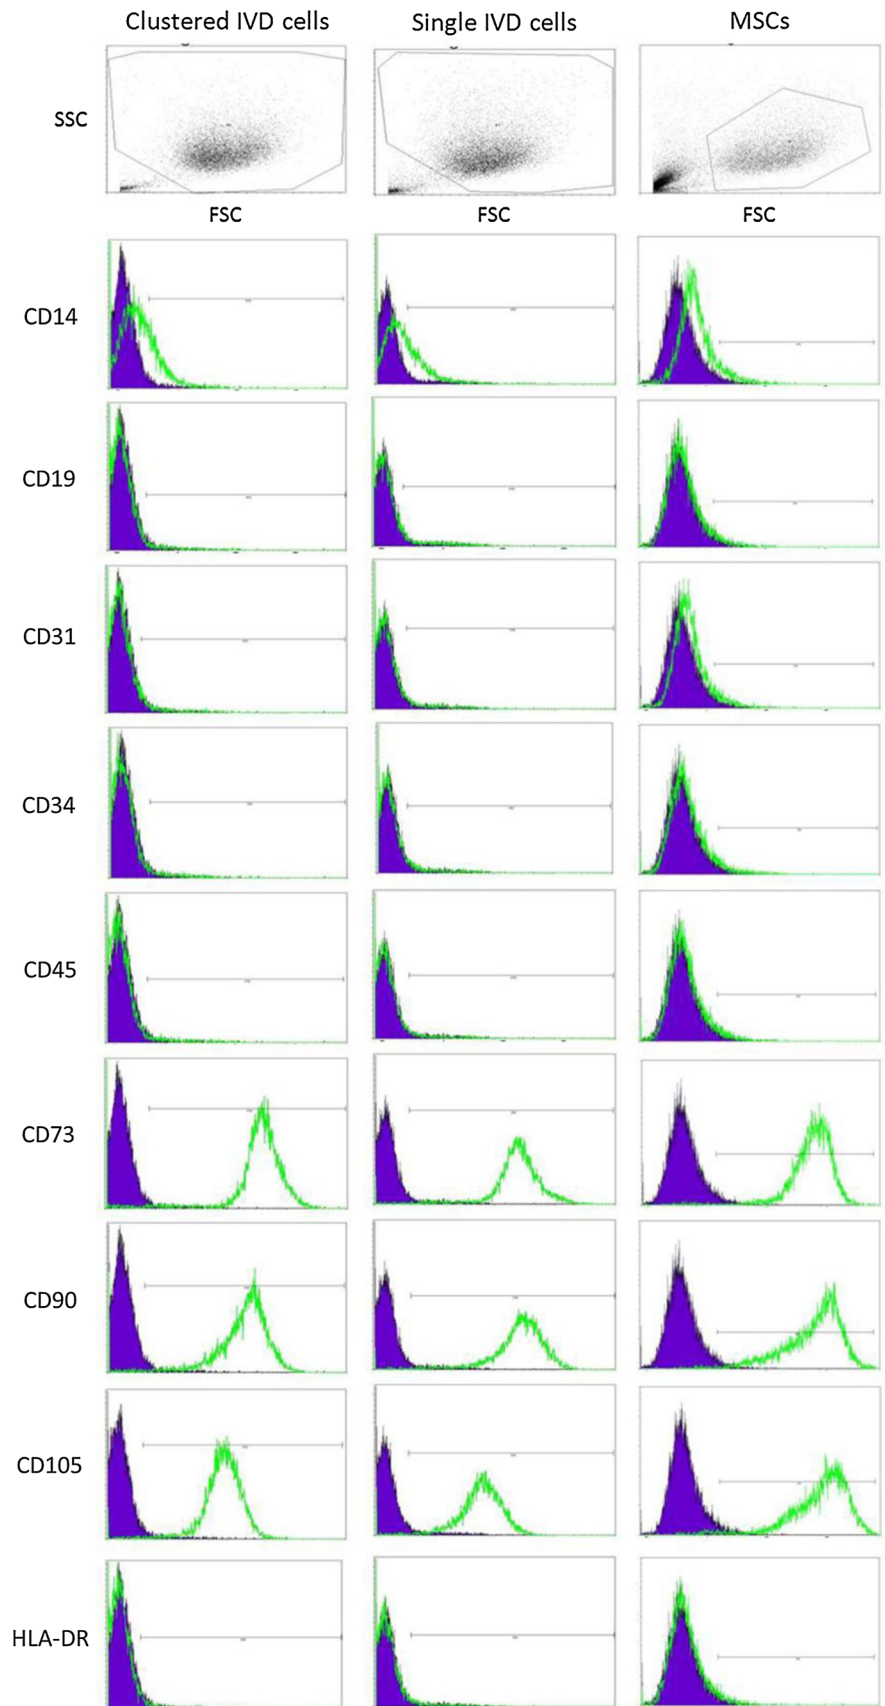 Clustered IVD cells Single IVD cells MSCs
SSC
FSC FSC FSC
CD14
CD19
CD31
CD34
CD45
CD73
CD90
CD105
HLA-DR